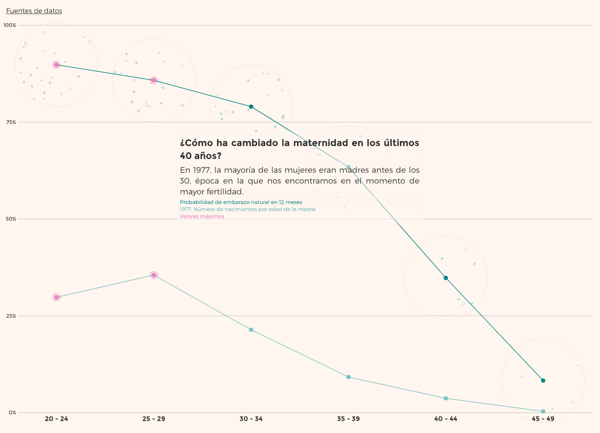 Fuentes de datos
100%
75%
¿Cómo ha cambiado la maternidad en los últimos
40 años?
En 1977, la mayoría de las mujeres eran madres antes de los
30, época en la que nos encontramos en el momento de
mayor fertilidad.
Probabilidad de embarazo natural en 12 meses
1977. Número de nacimientos por edad de la madre
Valores máximos
50%
25%
0%
20 – 24 25 – 29 30 – 34 35 – 39 40 – 44 45 – 49